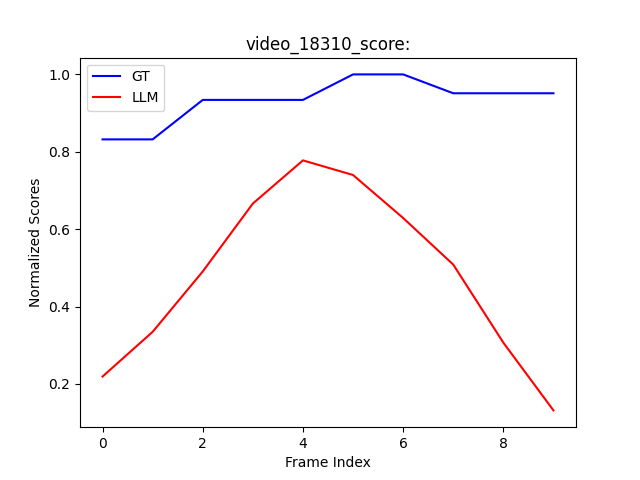 video_18310_score:
GT
LLM
Normalized Scores
1.0
0.8
0.6
0.4
0.2
0 2 4 6 8
Frame Index